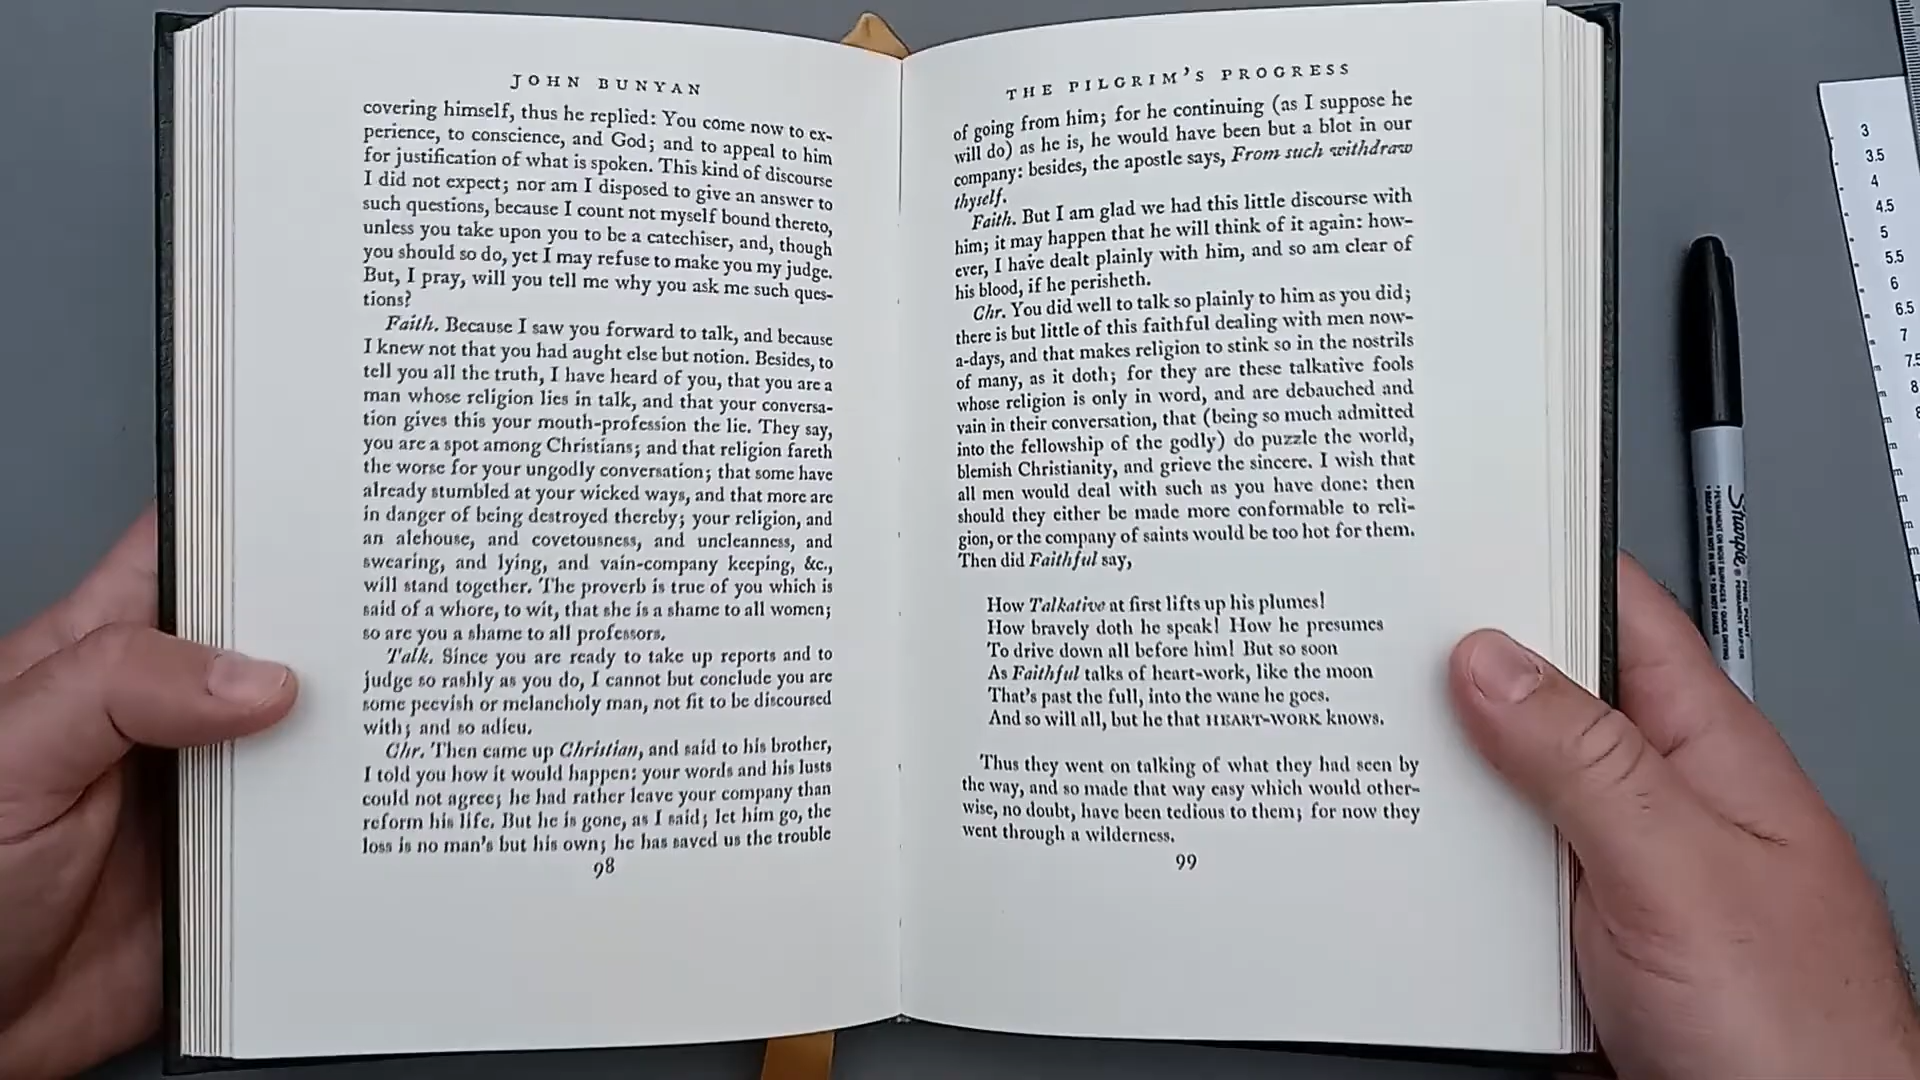 JOHN BUNYAN
covering himself, thus he replied: You come now to ex-
perience, to conscience, and God; and to appeal to him
for justification of what is spoken. This kind of discourse
I did not expect; nor am I disposed to give an answer to
such questions, because I count not myself bound thereto,
unless you take upon you to be a catechiser, and, though
you should so do, yet I may refuse to make you my judge.
But, I pray, will you tell me why you ask me such ques-
tions?
Faith. Because I saw you forward to talk, and because
I knew not that you had aught else but notion. Besides, to
tell you all the truth, I have heard of you, that you are a
man whose religion lies in talk, and that your conversa-
tion gives this your mouth-profession the lie. They say,
you are a spot among Christians; and that religion fareth
the worse for your ungodly conversation; that some have
already stumbled at your wicked ways, and that more are
in danger of being destroyed thereby; your religion, and
an alehouse, and covetousness, and uncleanness, and
swearing, and lying, and vain-company keeping, &c.,
will stand together. The proverb is true of you which is
said of a whore, to wit, that she is a shame to all women;
so are you a shame to all professors.
Talk. Since you are ready to take up reports and to
judge so rashly as you do, I cannot but conclude you are
some peevish or melancholy man, not fit to be discoursed
with; and so adieu.
Chr. Then came up Christian, and said to his brother,
I told you how it would happen: your words and his lusts
could not agree; he had rather leave your company than
reform his life. But he is gone, as I said; let him go, the
loss is no man's but his own; he has saved us the trouble
98
THE PILGRIM'S PROGRESS
of going from him; for he continuing (as I suppose he
will do) as he is, he would have been but a blot in our
company: besides, the apostle says, From such withdraw
thyself.
Faith. But I am glad we had this little discourse with
him; it may happen that he will think of it again: how-
ever, I have dealt plainly with him, and so am clear of
his blood, if he perisheth.
Chr. You did well to talk so plainly to him as you did;
there is but little of this faithful dealing with men now-
a-days, and that makes religion to stink so in the nostrils
of many, as it doth; for they are these talkative fools
whose religion is only in word, and are debauched and
vain in their conversation, that (being so much admitted
into the fellowship of the godly) do puzzle the world,
blemish Christianity, and grieve the sincere. I wish that
all men would deal with such as you have done: then
should they either be made more conformable to reli-
gion, or the company of saints would be too hot for them.
Then did Faithful say,
How Talkative at first lifts up his plumes!
How bravely doth he speak! How he presumes
To drive down all before him! But so soon
As Faithful talks of heart-work, like the moon
That's past the full, into the wane he goes.
And so will all, but he that HEART-WORK knows.
Thus they went on talking of what they had seen by
the way, and so made that way easy which would other-
wise, no doubt, have been tedious to them; for now they
went through a wilderness.
99
Sharpie
3
3.5
4
4.5
5
5.5
6
6.5
7
7.5
8